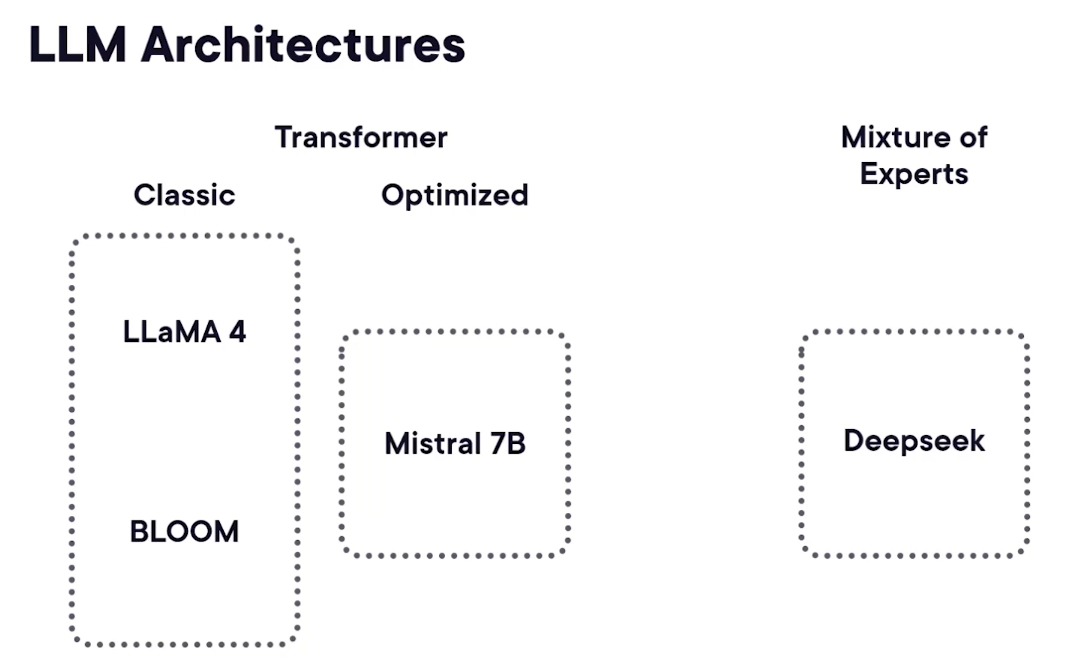 LLM Architectures
Transformer
Classic
Optimized
LLaMA 4
BLOOM
Mistral 7B
Mixture of
Experts
Deepseek